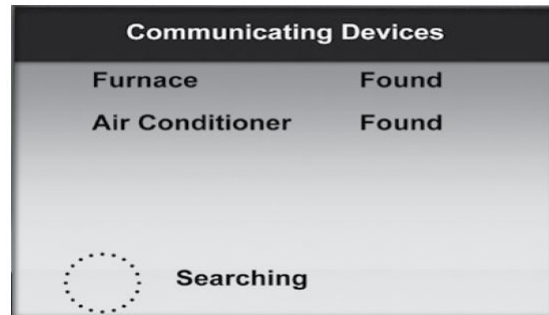 Communicating Devices
Furnace Found
Air Conditioner Found
Searching